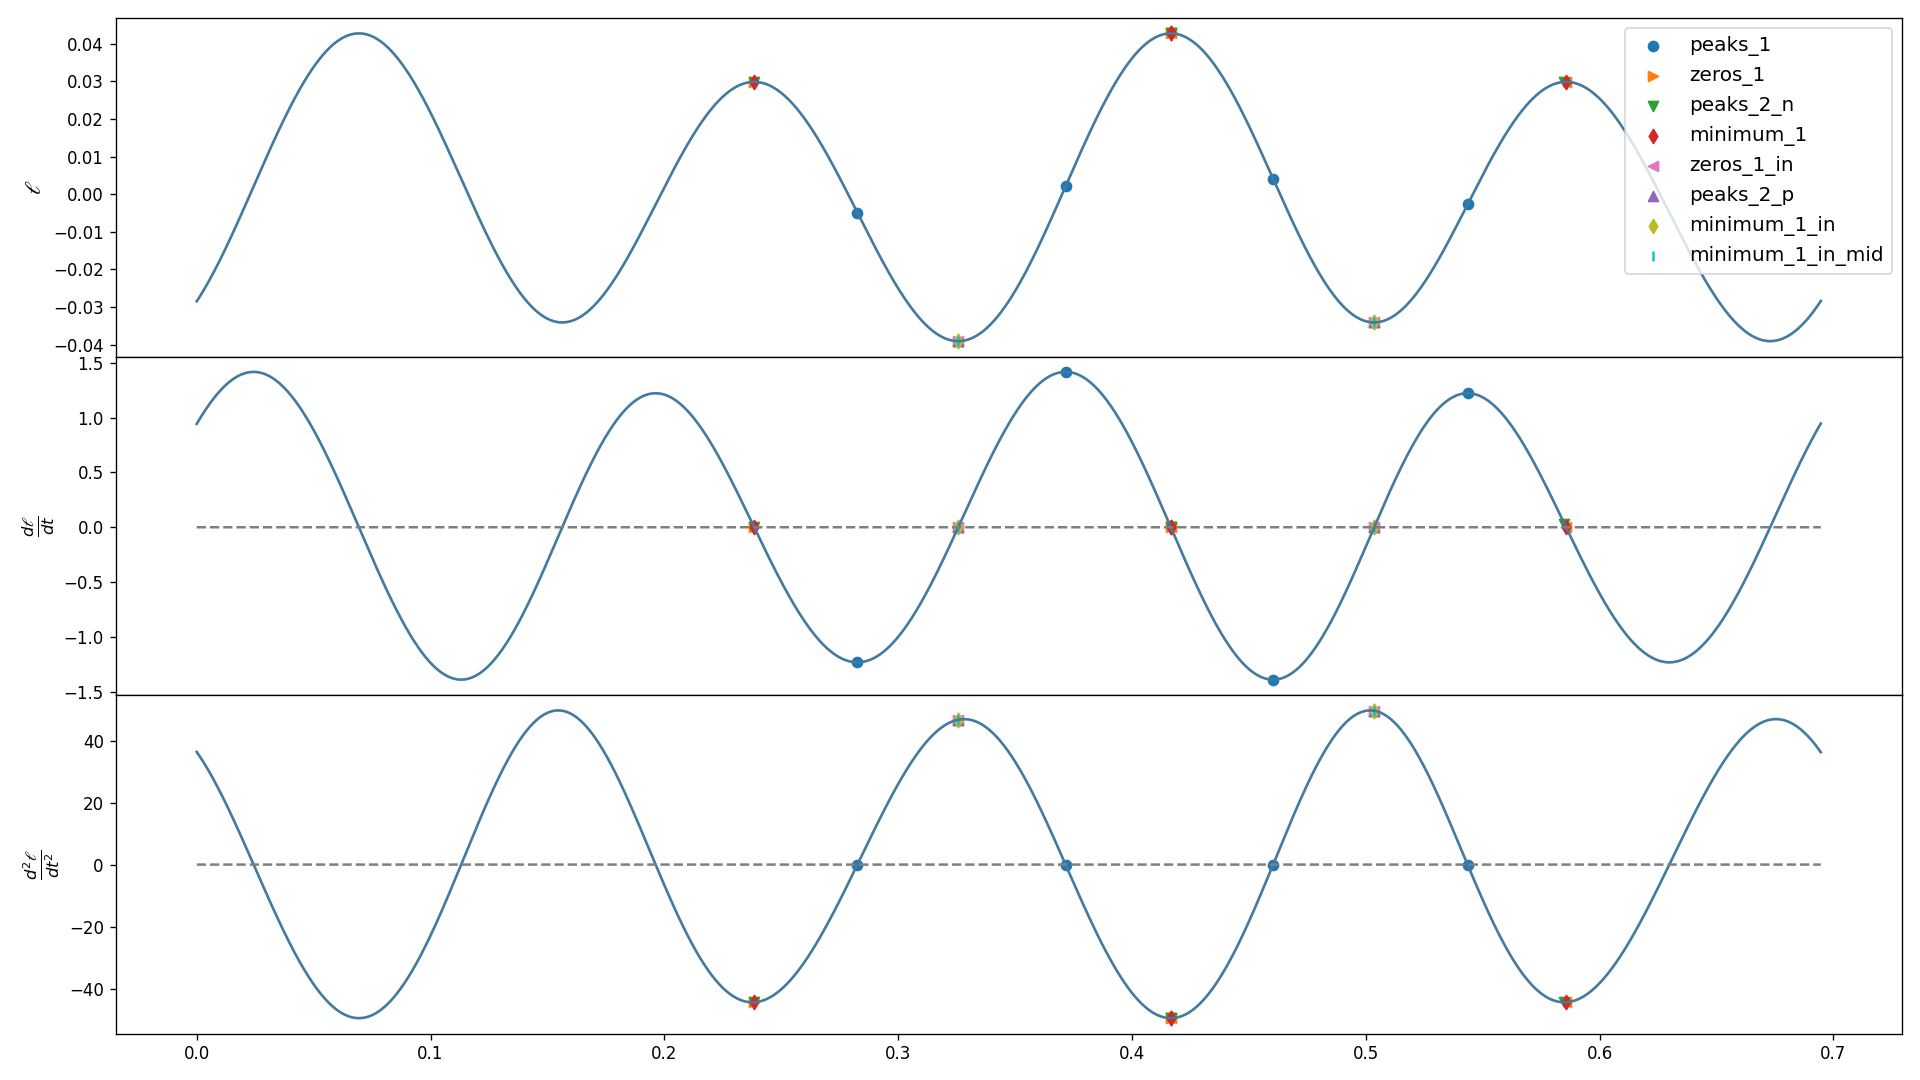 0.04
0.03
0.02
0.01
0.00
−0.01
−0.02
−0.03
−0.04
ℓ
peaks_1
zeros_1
peaks_2_n
minimum_1
zeros_1_in
peaks_2_p
minimum_1_in
minimum_1_in_mid
1.5
1.0
0.5
0.0
−0.5
−1.0
−1.5
dℓ
dt
40
20
0
−20
−40
d²ℓ
dt²
0.0 0.1 0.2 0.3 0.4 0.5 0.6 0.7